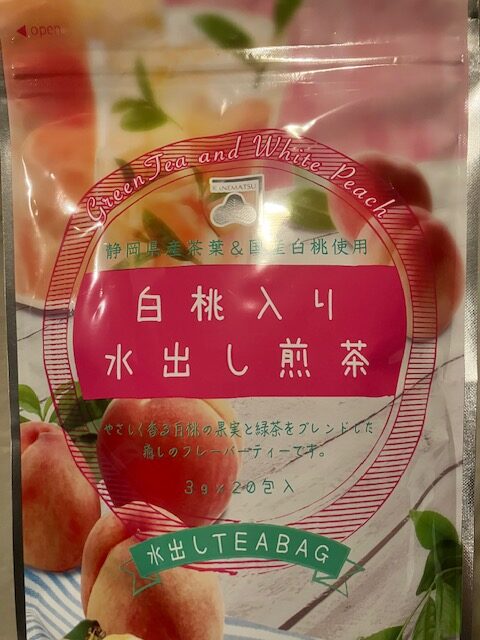 ◀open
Green Tea and White Peach
KANEMATSU
静岡県産茶葉&国産白桃使用
白桃入り
水出し煎茶
やさしく香る白桃の果実と緑茶をブレンドした
癒しのフレーバーティーです。
3g×20包入
水出しTEABAG